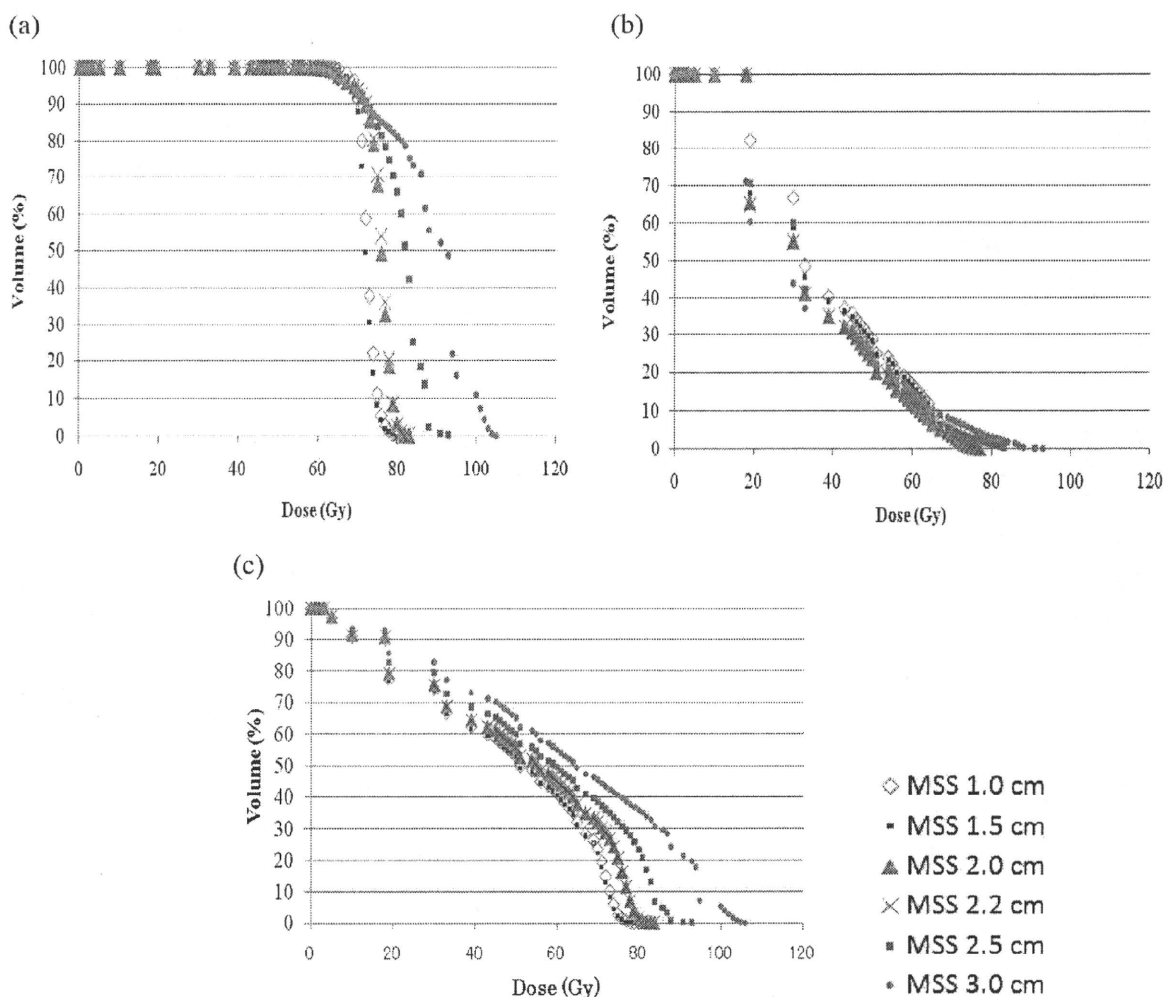 (a)
100
90
80
70
60
50
40
30
20
10
0
Volume (%)
0 20 40 60 80 100 120
Dose (Gy)
(b)
100
90
80
70
60
50
40
30
20
10
0
Volume (%)
0 20 40 60 80 100 120
Dose (Gy)
(c)
100
90
80
70
60
50
40
30
20
10
0
Volume (%)
0 20 40 60 80 100 120
Dose (Gy)
MSS 1.0 cm
MSS 1.5 cm
MSS 2.0 cm
MSS 2.2 cm
MSS 2.5 cm
MSS 3.0 cm